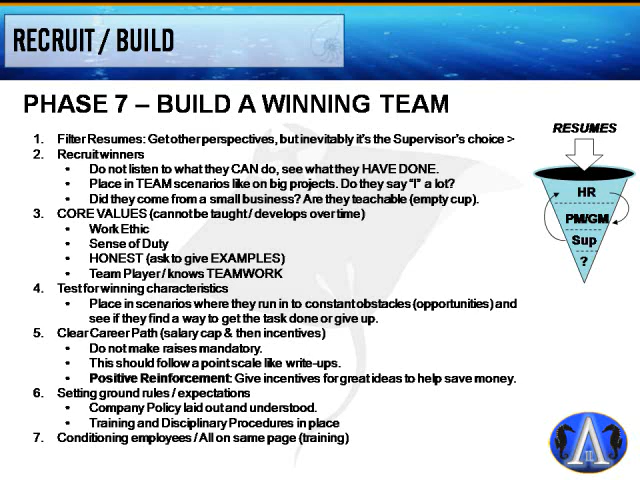 RECRUIT / BUILD
PHASE 7 – BUILD A WINNING TEAM
1. Filter Resumes: Get other perspectives, but inevitably it's the Supervisor's choice >
2. Recruit winners
• Do not listen to what they CAN do, see what they HAVE DONE.
• Place in TEAM scenarios like on big projects. Do they say "I" a lot?
• Did they come from a small business? Are they teachable (empty cup).
3. CORE VALUES (cannot be taught / develops over time)
• Work Ethic
• Sense of Duty
• HONEST (ask to give EXAMPLES)
• Team Player / knows TEAMWORK
4. Test for winning characteristics
• Place in scenarios where they run in to constant obstacles (opportunities) and
see if they find a way to get the task done or give up.
5. Clear Career Path (salary cap & then incentives)
• Do not make raises mandatory.
• This should follow a point scale like write-ups.
• Positive Reinforcement: Give incentives for great ideas to help save money.
6. Setting ground rules / expectations
• Company Policy laid out and understood.
• Training and Disciplinary Procedures in place
7. Conditioning employees / All on same page (training)
RESUMES
HR
PM/GM
Sup
?
A
II